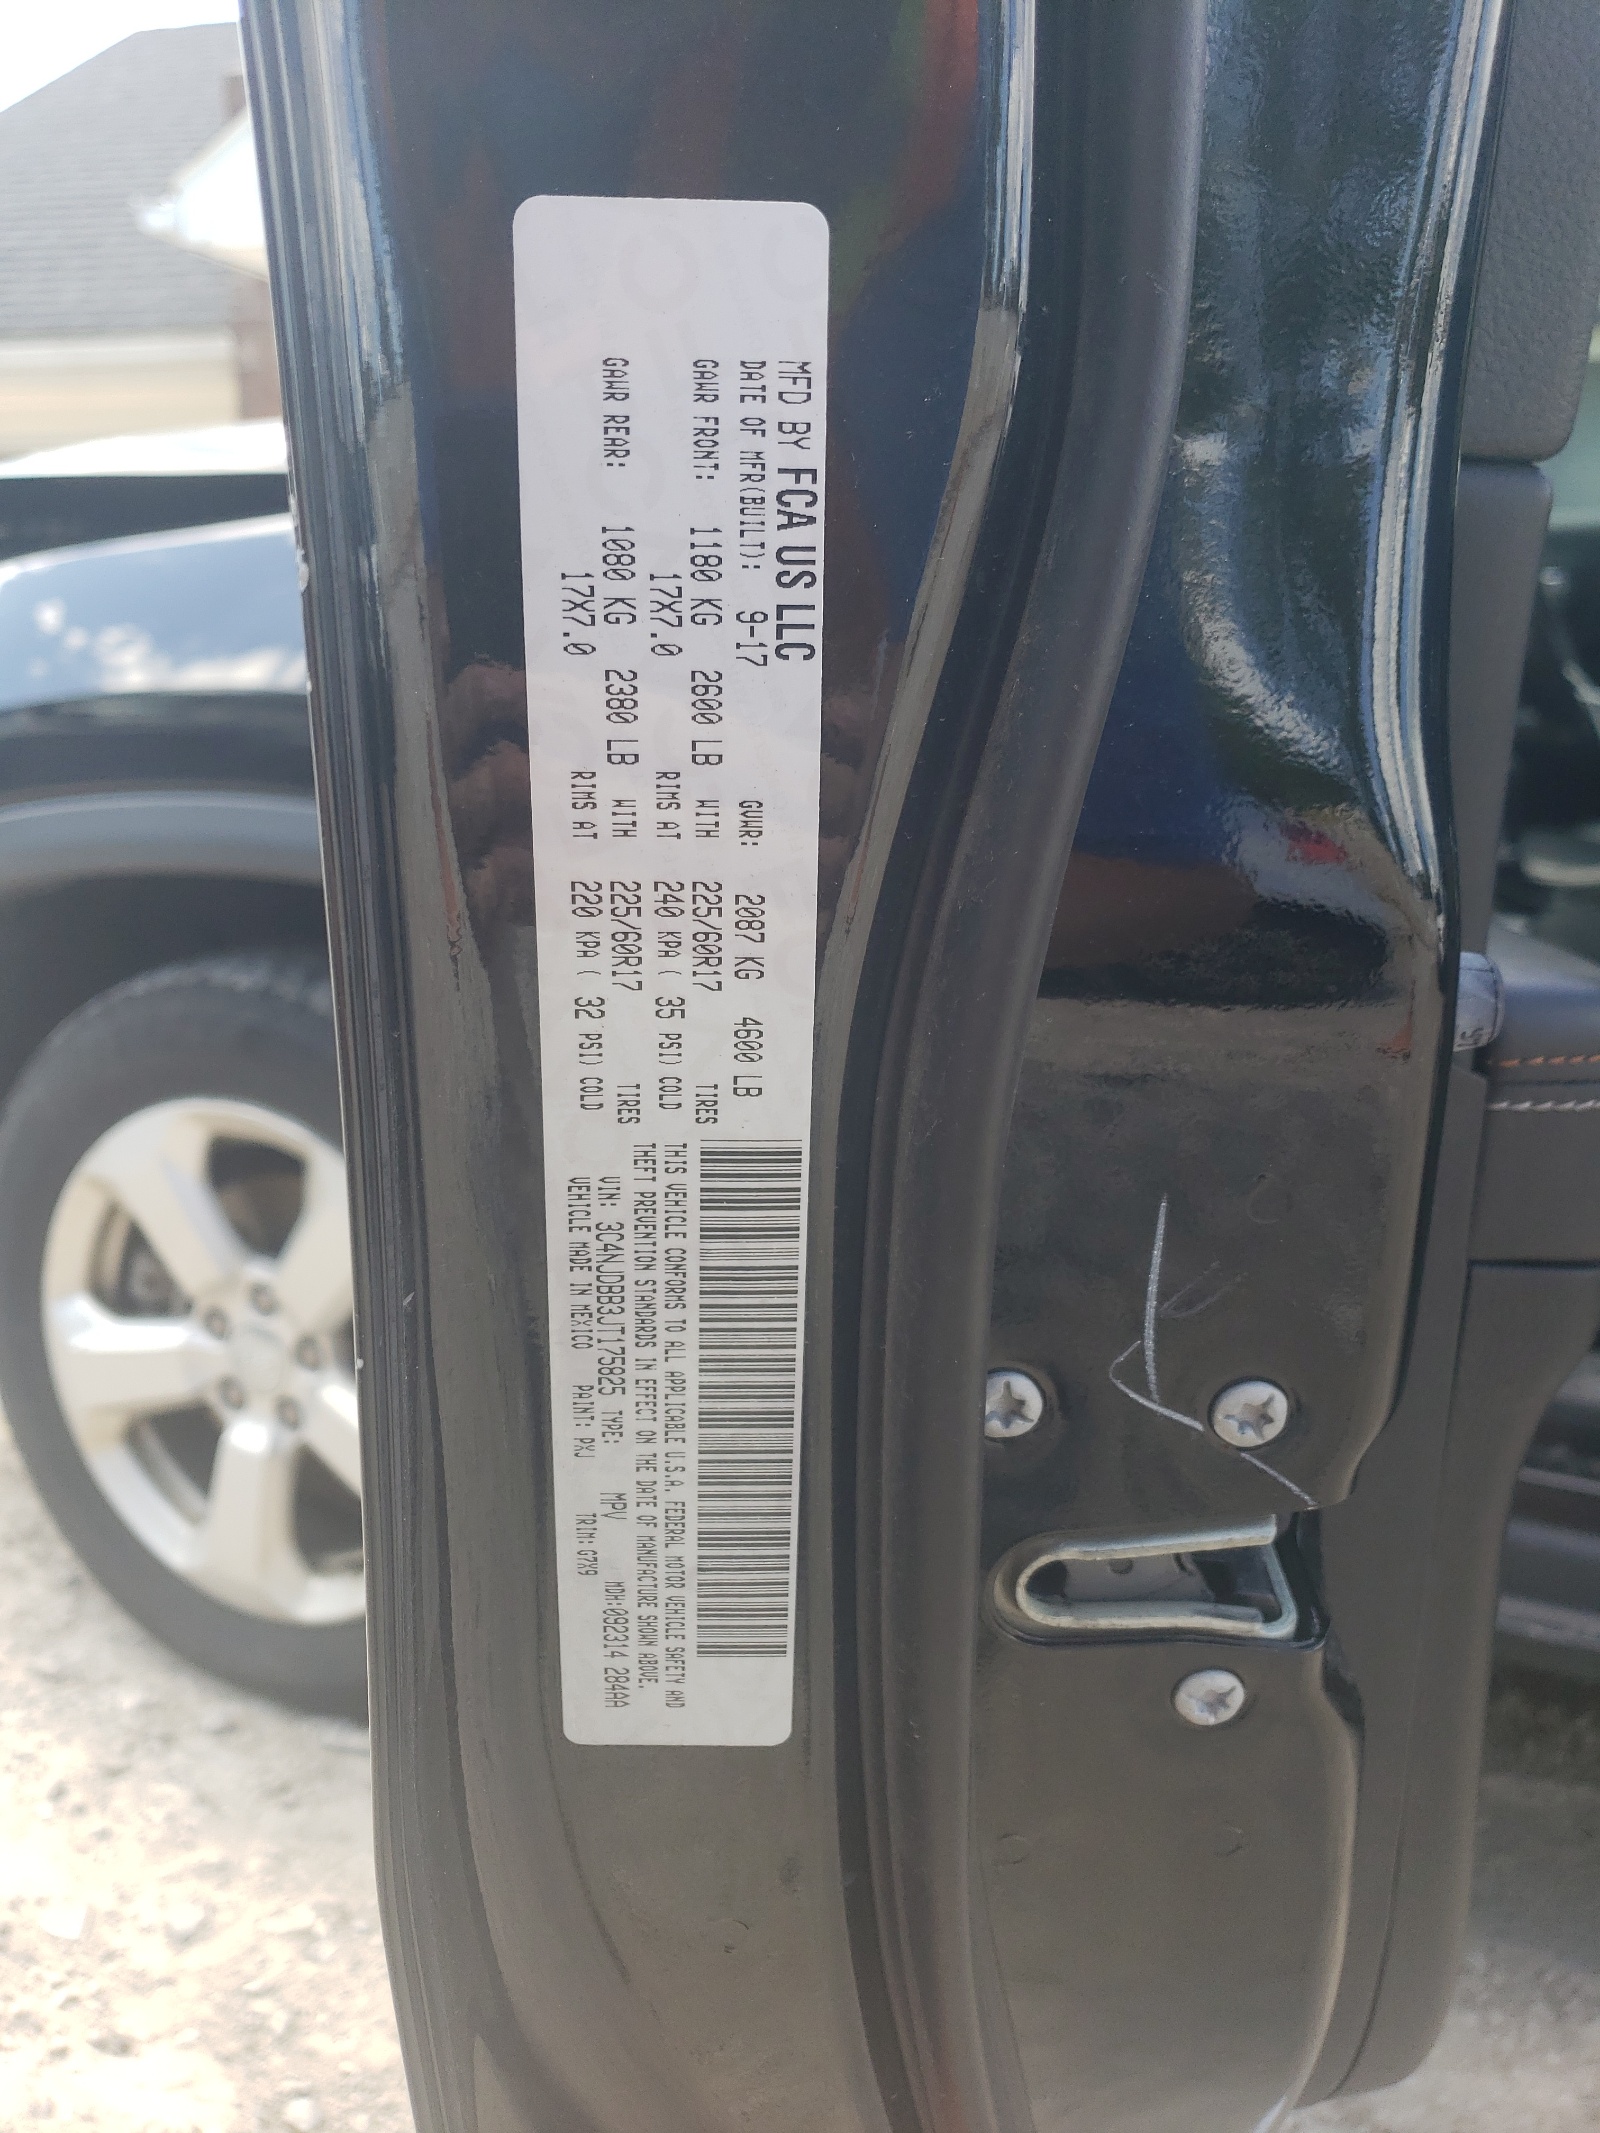 MFD BY FCA US LLC
DATE OF MFR(BUILT): 9-17 GVWR: 2087 KG 4600 LB
GAWR FRONT: 1180 KG 2600 LB WITH 225/60R17 TIRES
17X7.0 RIMS AT 240 KPA ( 35 PSI) COLD
GAWR REAR: 1080 KG 2380 LB WITH 225/60R17 TIRES
17X7.0 RIMS AT 220 KPA ( 32 PSI) COLD
THIS VEHICLE CONFORMS TO ALL APPLICABLE U.S.A. FEDERAL MOTOR VEHICLE SAFETY AND
THEFT PREVENTION STANDARDS IN EFFECT ON THE DATE OF MANUFACTURE SHOWN ABOVE.
VIN: 3C4NJDBB3JT175825 TYPE: MPV MDH:092314 284AA
VEHICLE MADE IN MEXICO PAINT: PXJ TRIM: G7X9